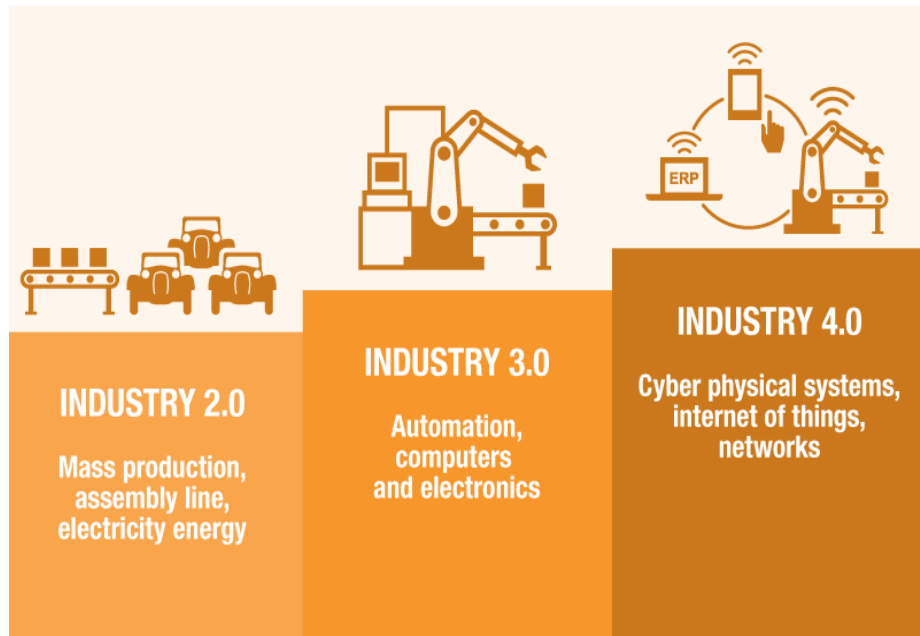 INDUSTRY 2.0
Mass production,
assembly line,
electricity energy
INDUSTRY 3.0
Automation,
computers
and electronics
ERP
INDUSTRY 4.0
Cyber physical systems,
internet of things,
networks